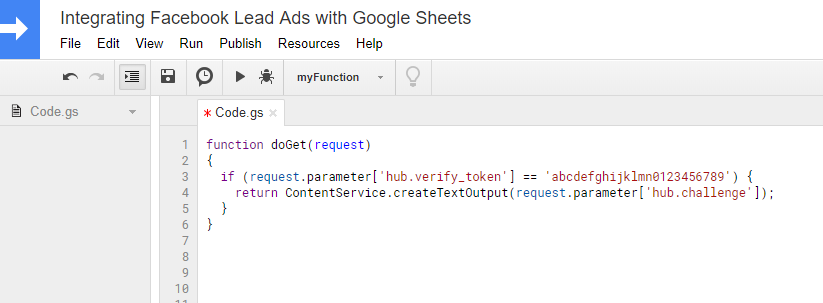 Integrating Facebook Lead Ads with Google Sheets
File Edit View Run Publish Resources Help
myFunction
Code.gs
* Code.gs ×
1 function doGet(request)
2 {
3   if (request.parameter['hub.verify_token'] == 'abcdefghijklmn0123456789') {
4     return ContentService.createTextOutput(request.parameter['hub.challenge']);
5   }
6 }
7
8
9
10